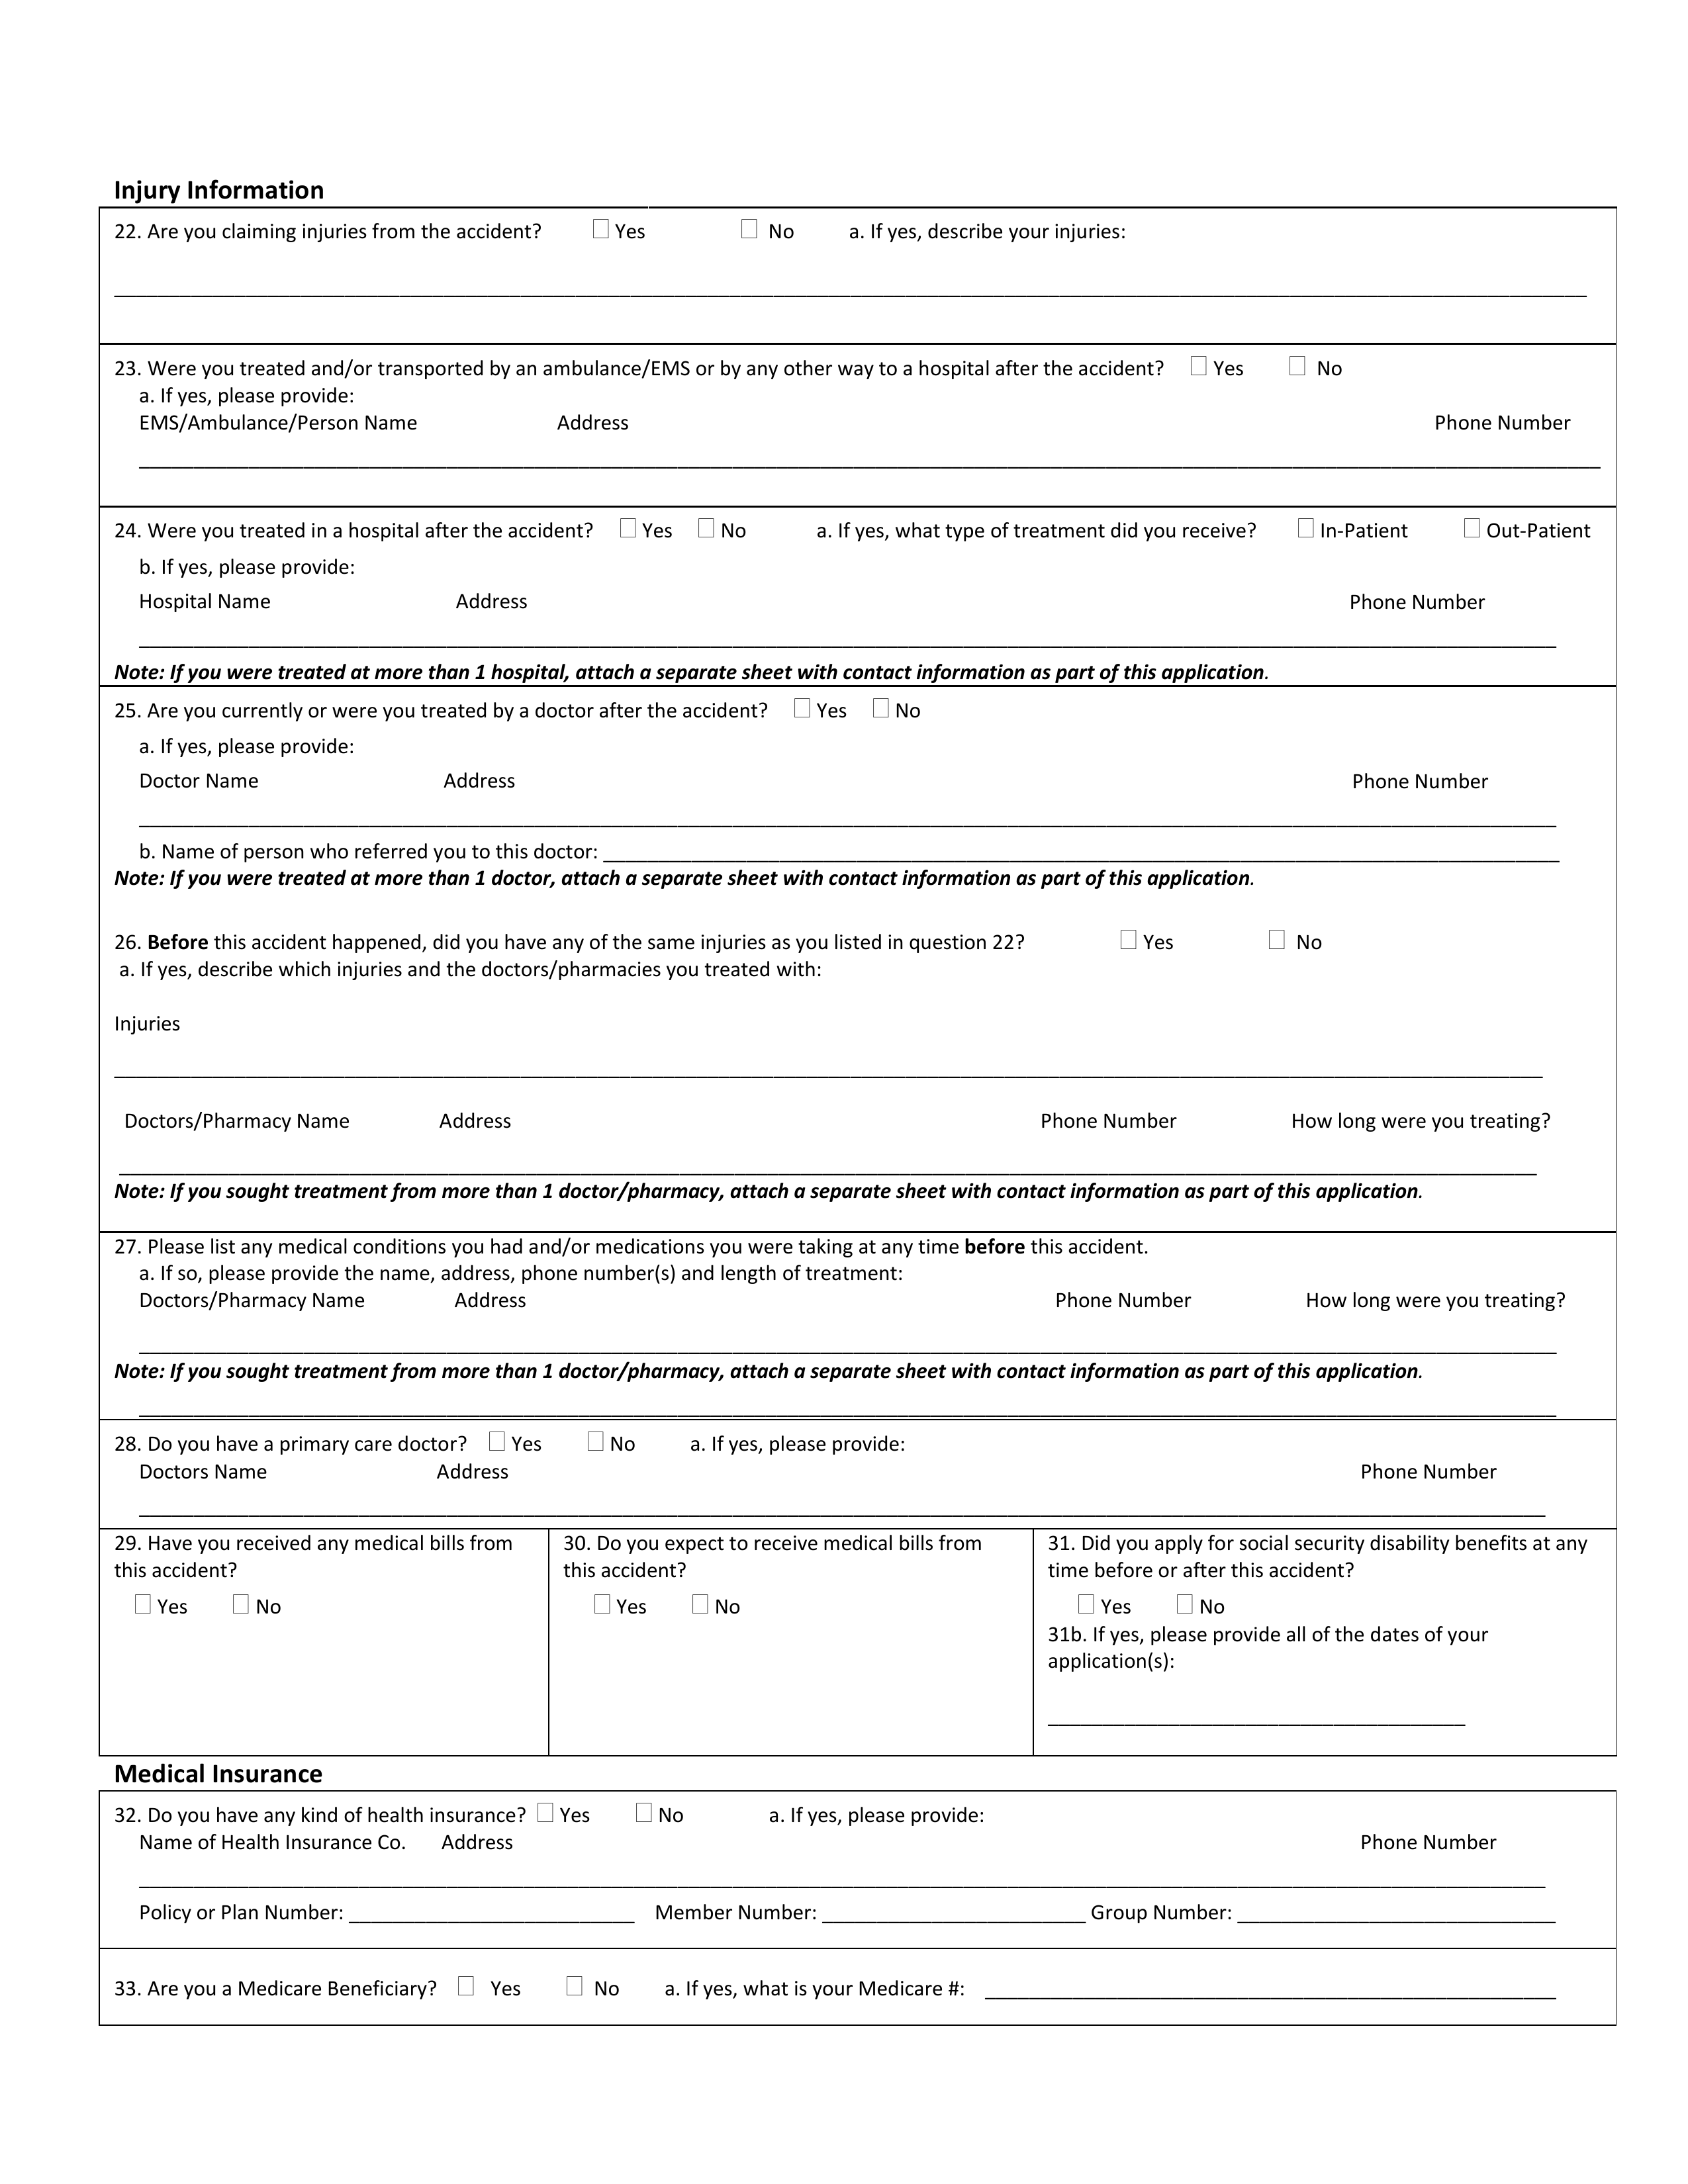 Injury Information
22. Are you claiming injuries from the accident? Yes No a. If yes, describe your injuries:
23. Were you treated and/or transported by an ambulance/EMS or by any other way to a hospital after the accident? Yes No
a. If yes, please provide:
EMS/Ambulance/Person Name Address Phone Number
24. Were you treated in a hospital after the accident? Yes No a. If yes, what type of treatment did you receive? In-Patient Out-Patient
b. If yes, please provide:
Hospital Name Address Phone Number
Note: If you were treated at more than 1 hospital, attach a separate sheet with contact information as part of this application.
25. Are you currently or were you treated by a doctor after the accident? Yes No
a. If yes, please provide:
Doctor Name Address Phone Number
b. Name of person who referred you to this doctor:
Note: If you were treated at more than 1 doctor, attach a separate sheet with contact information as part of this application.
26. Before this accident happened, did you have any of the same injuries as you listed in question 22? Yes No
a. If yes, describe which injuries and the doctors/pharmacies you treated with:
Injuries
Doctors/Pharmacy Name Address Phone Number How long were you treating?
Note: If you sought treatment from more than 1 doctor/pharmacy, attach a separate sheet with contact information as part of this application.
27. Please list any medical conditions you had and/or medications you were taking at any time before this accident.
a. If so, please provide the name, address, phone number(s) and length of treatment:
Doctors/Pharmacy Name Address Phone Number How long were you treating?
Note: If you sought treatment from more than 1 doctor/pharmacy, attach a separate sheet with contact information as part of this application.
28. Do you have a primary care doctor? Yes No a. If yes, please provide:
Doctors Name Address Phone Number
29. Have you received any medical bills from
this accident?
Yes No
30. Do you expect to receive medical bills from
this accident?
Yes No
31. Did you apply for social security disability benefits at any
time before or after this accident?
Yes No
31b. If yes, please provide all of the dates of your
application(s):
Medical Insurance
32. Do you have any kind of health insurance? Yes No a. If yes, please provide:
Name of Health Insurance Co. Address Phone Number
Policy or Plan Number: Member Number: Group Number:
33. Are you a Medicare Beneficiary? Yes No a. If yes, what is your Medicare #: